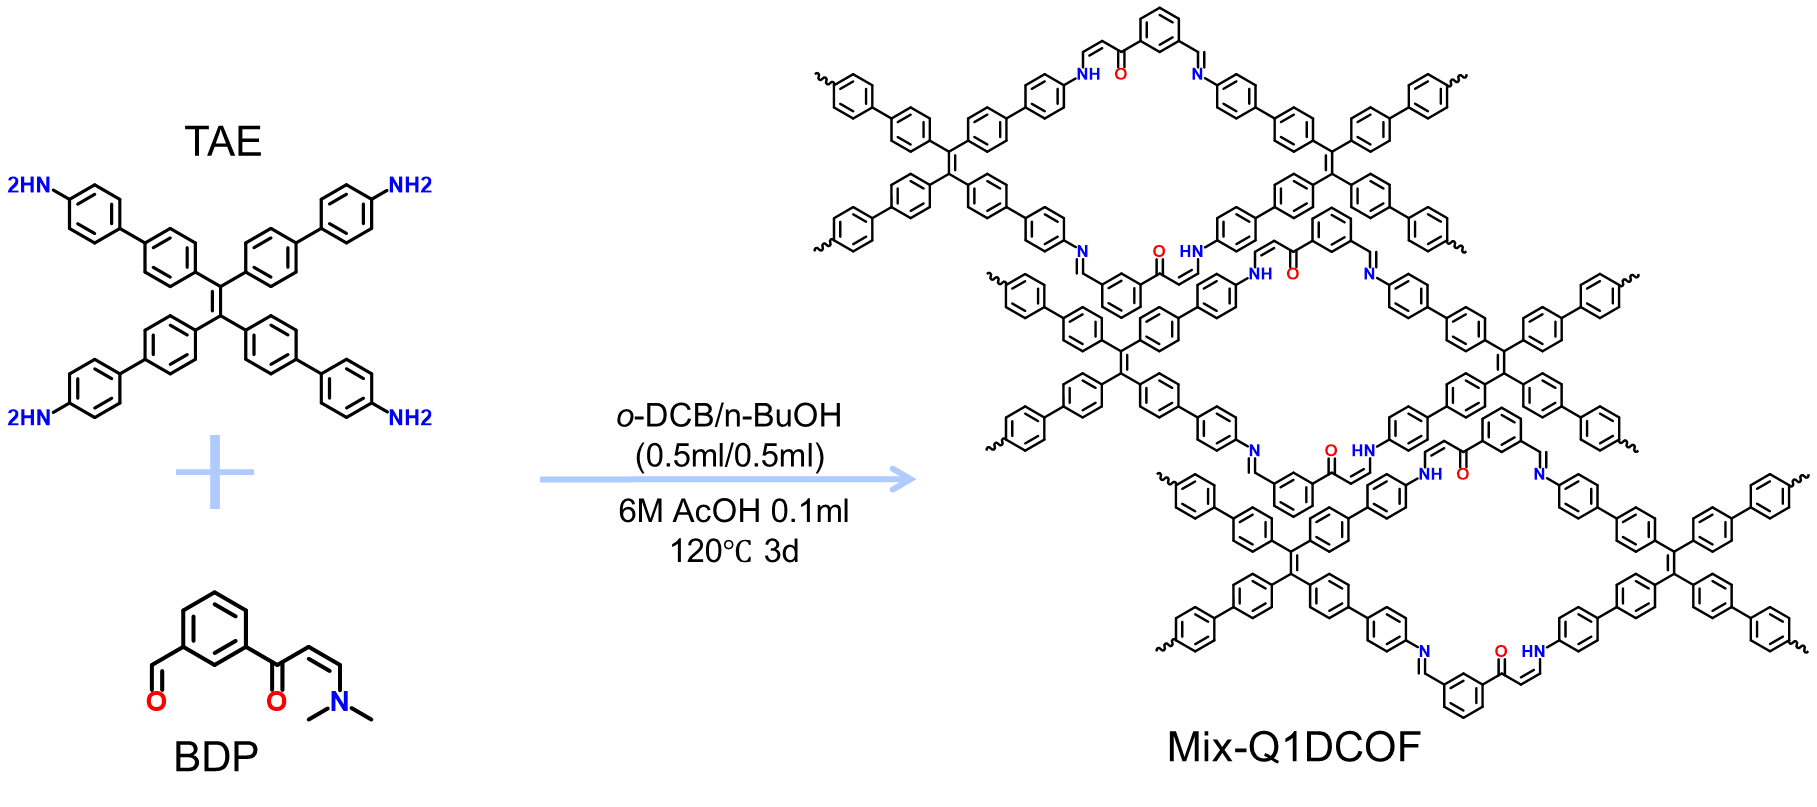 TAE
2HN
NH2
2HN
NH2
o-DCB/n-BuOH
(0.5ml/0.5ml)
6M AcOH 0.1ml
120℃ 3d
O
O
N
BDP
NH
O
N
N
O
HN
NH
O
N
N
O
HN
NH
O
N
N
O
HN
Mix-Q1DCOF